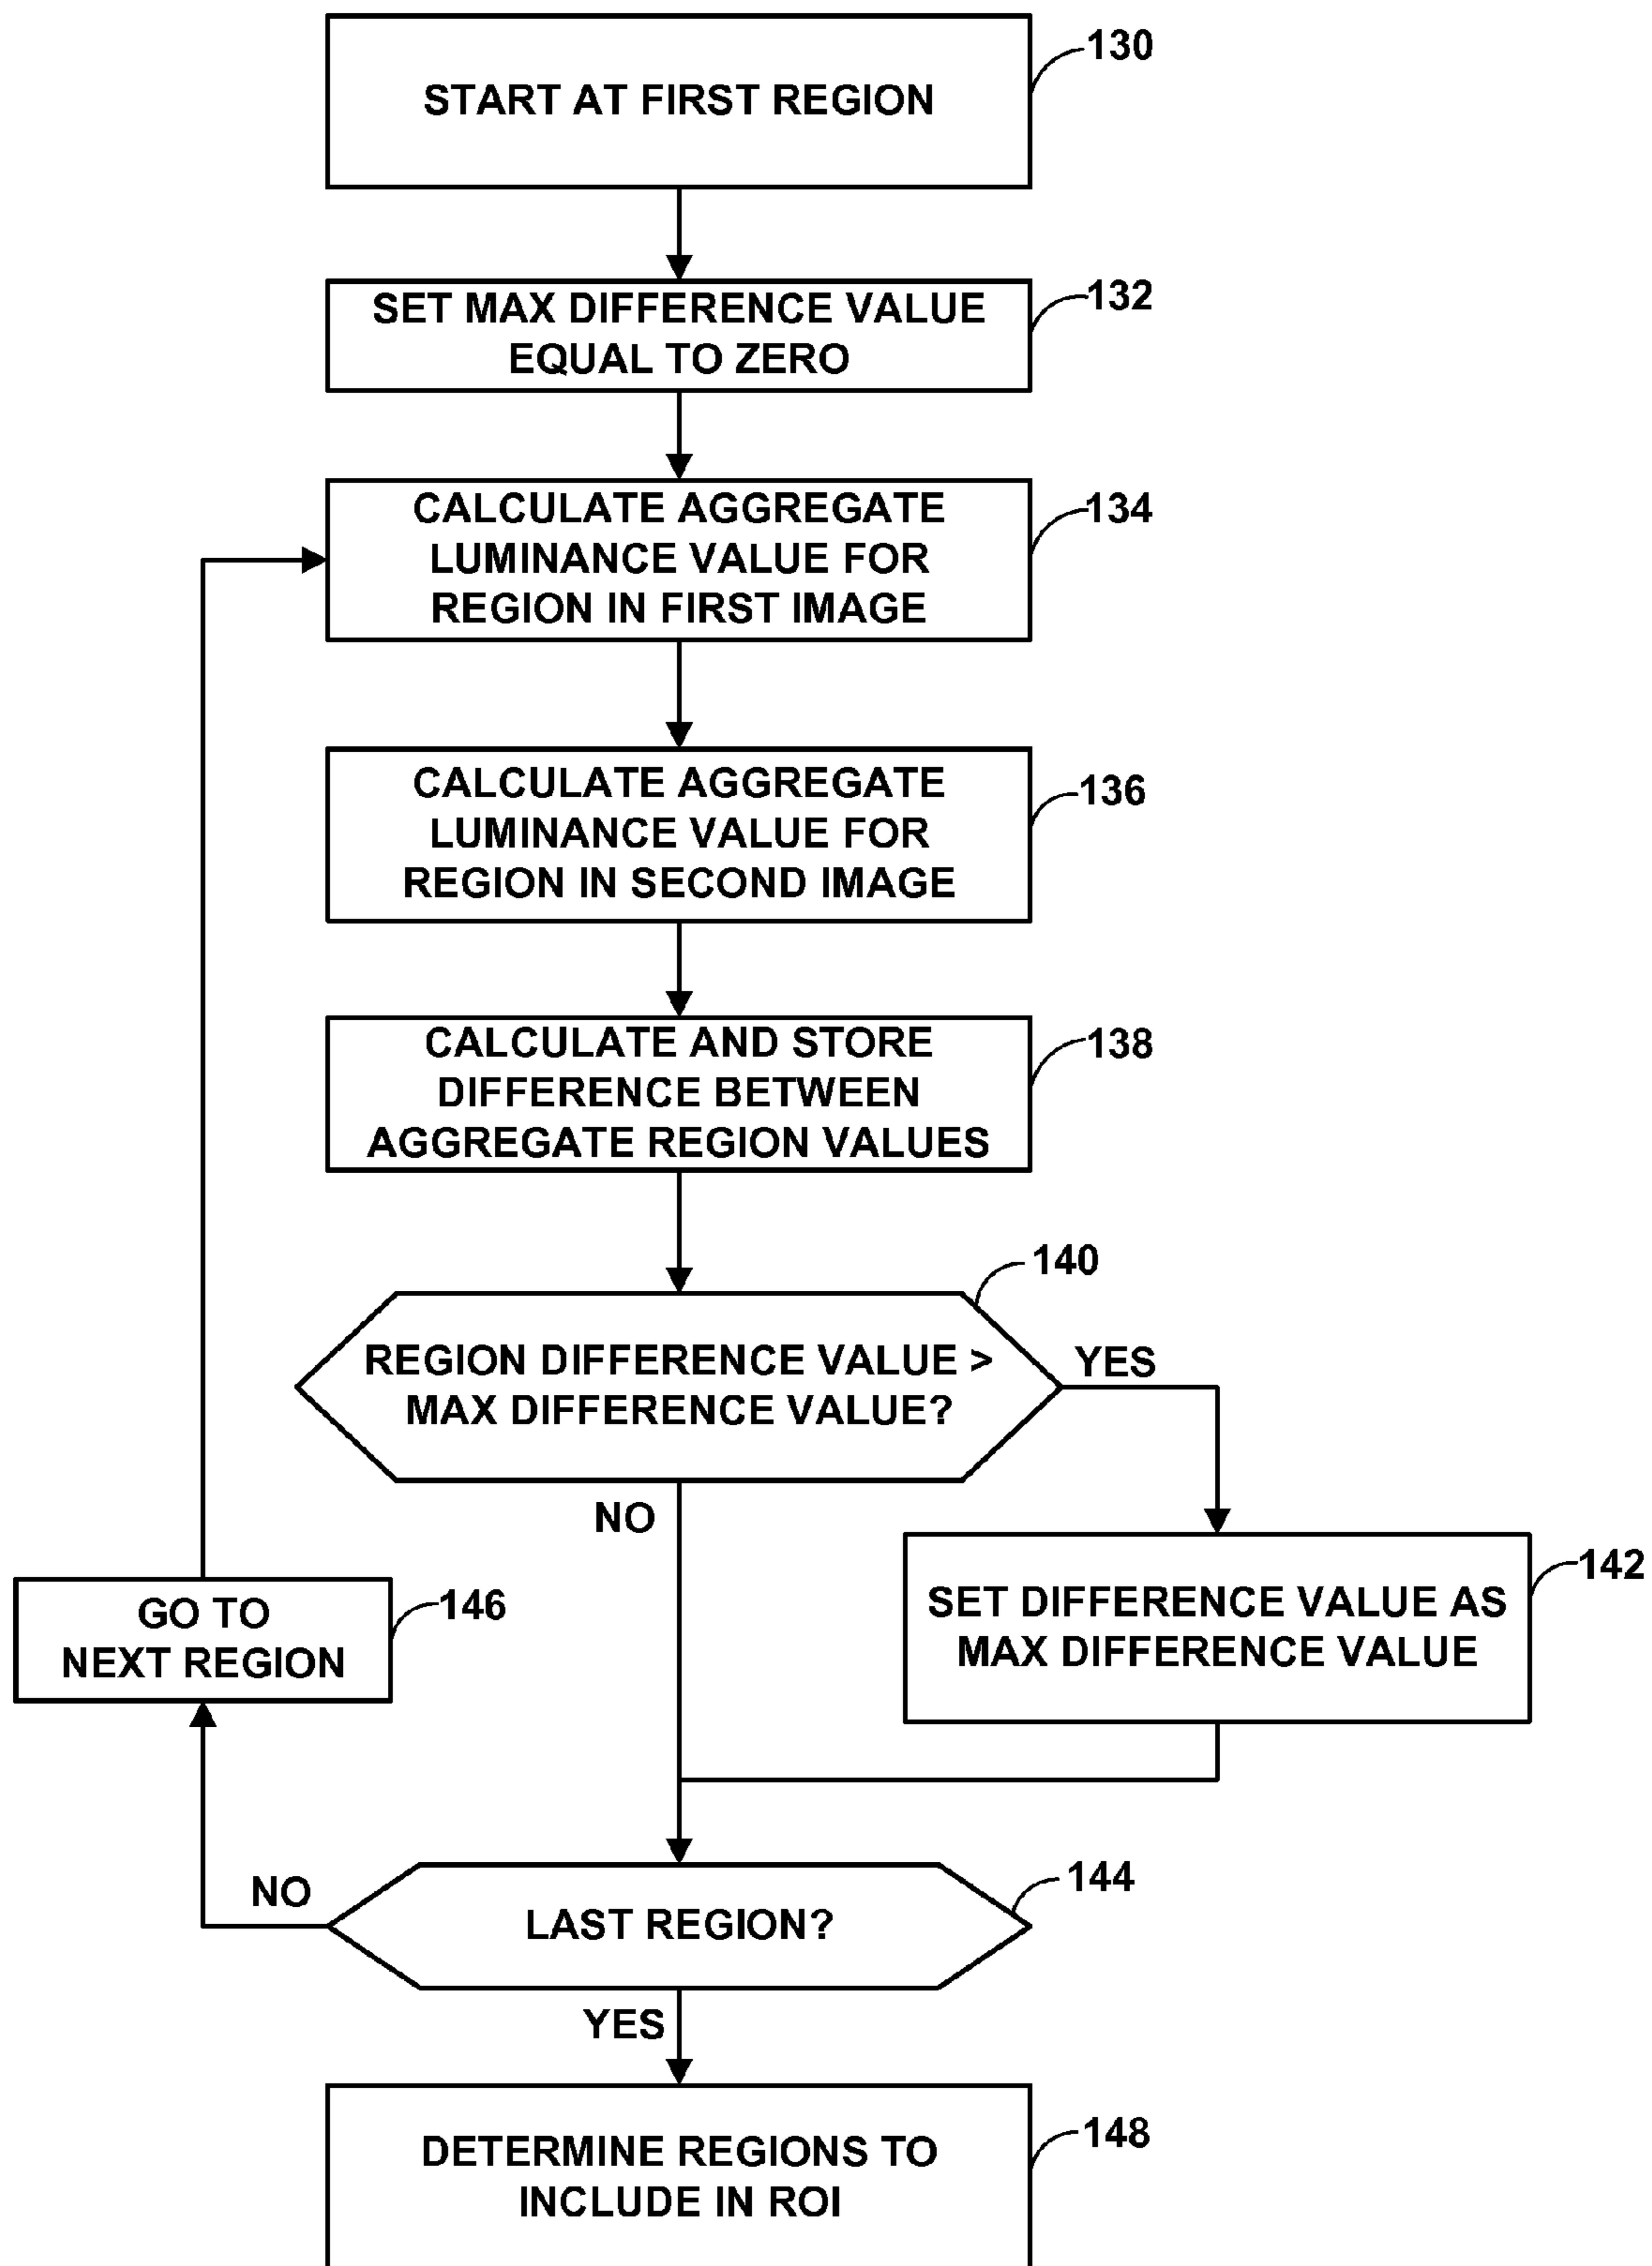 START AT FIRST REGION
130
SET MAX DIFFERENCE VALUE
EQUAL TO ZERO
132
CALCULATE AGGREGATE
LUMINANCE VALUE FOR
REGION IN FIRST IMAGE
134
CALCULATE AGGREGATE
LUMINANCE VALUE FOR
REGION IN SECOND IMAGE
136
CALCULATE AND STORE
DIFFERENCE BETWEEN
AGGREGATE REGION VALUES
138
140
REGION DIFFERENCE VALUE >
MAX DIFFERENCE VALUE?
YES
NO
SET DIFFERENCE VALUE AS
MAX DIFFERENCE VALUE
142
GO TO
NEXT REGION
146
144
LAST REGION?
NO
YES
DETERMINE REGIONS TO
INCLUDE IN ROI
148